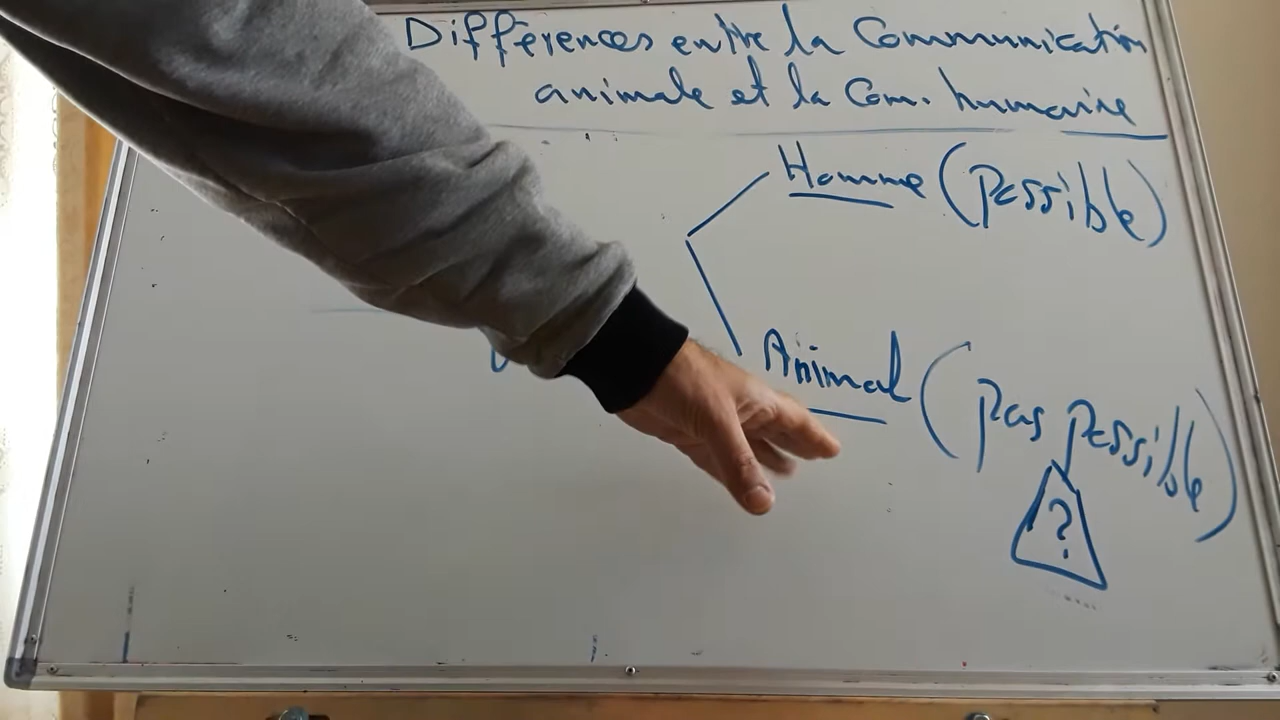 Différences entre la Communication
animale et la Com. humaine
Homme (possible)
Animal (pas possible)
?